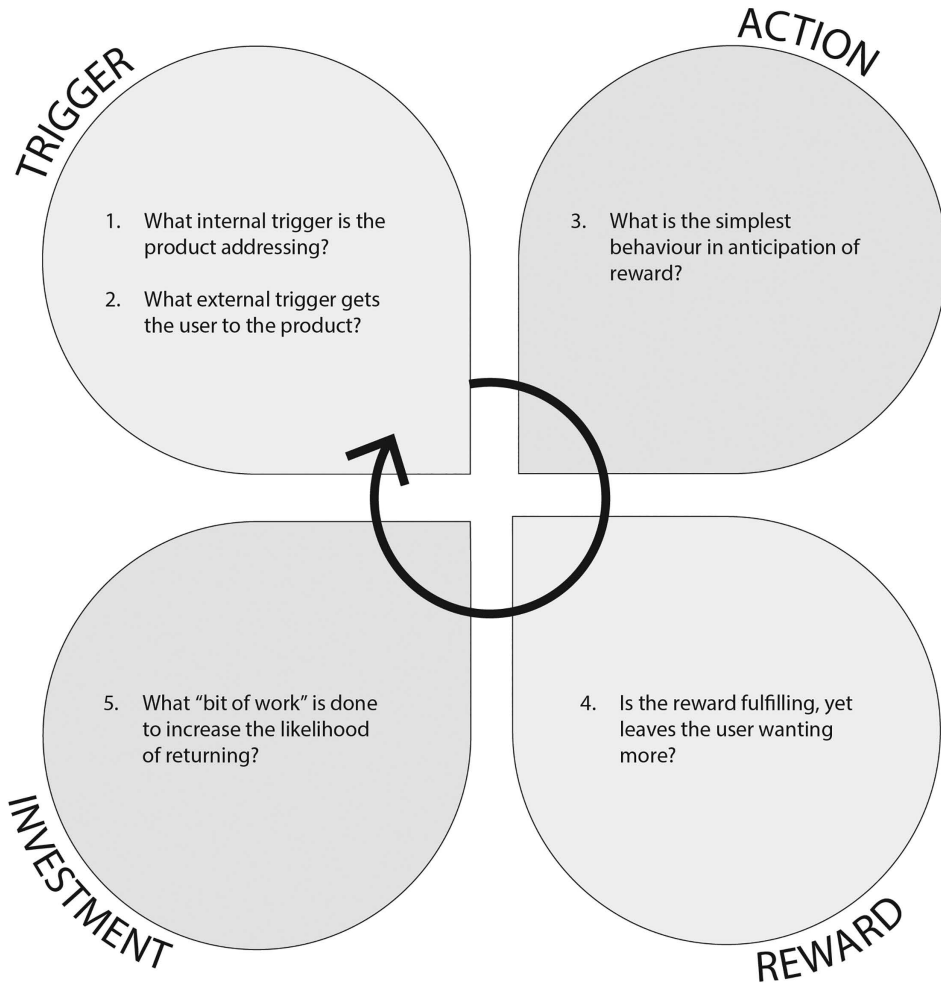 TRIGGER
1. What internal trigger is the
product addressing?
2. What external trigger gets
the user to the product?
ACTION
3. What is the simplest
behaviour in anticipation of
reward?
INVESTMENT
5. What “bit of work” is done
to increase the likelihood
of returning?
REWARD
4. Is the reward fulfilling, yet
leaves the user wanting
more?